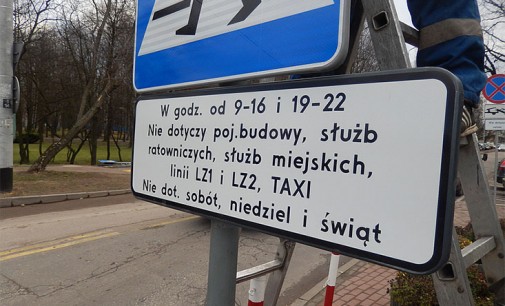 W godz. od 9-16 i 19-22
Nie dotyczy poj.budowy, służb
ratowniczych, służb miejskich,
linii LZ1 i LZ2, TAXI
Nie dot. sobót, niedziel i świąt